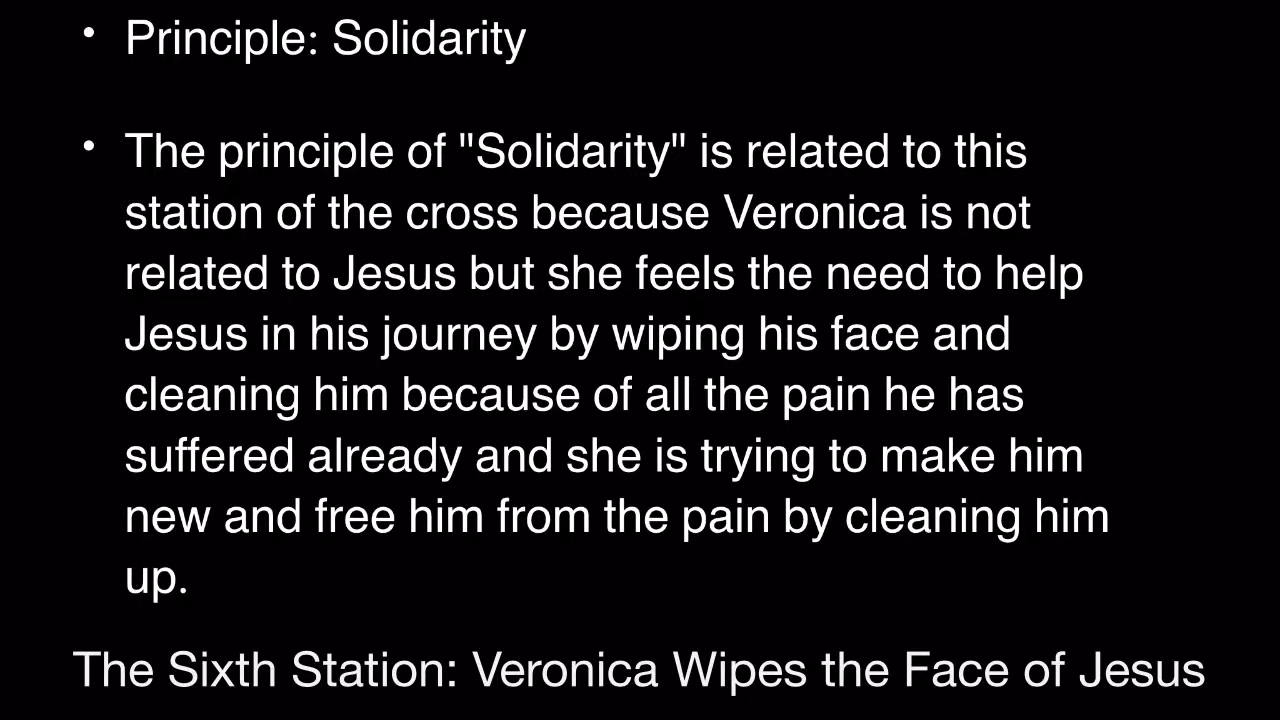 • Principle: Solidarity
• The principle of "Solidarity" is related to this
station of the cross because Veronica is not
related to Jesus but she feels the need to help
Jesus in his journey by wiping his face and
cleaning him because of all the pain he has
suffered already and she is trying to make him
new and free him from the pain by cleaning him
up.
The Sixth Station: Veronica Wipes the Face of Jesus